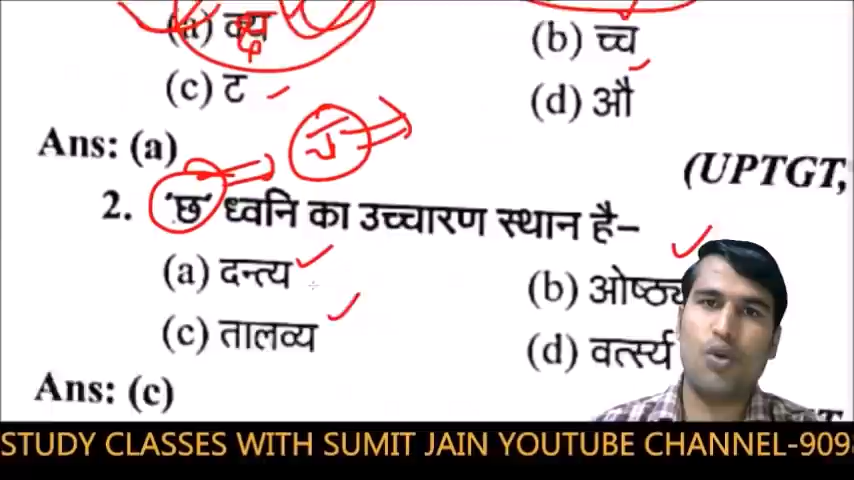 (a)
(b) च्च
(c) ट
(d) औ
Ans: (a)
(UPTGT,
2. 'छ' ध्वनि का उच्चारण स्थान है–
(a) दन्त्य
(b) ओष्ठ्य
(c) तालव्य
(d) वर्त्स्य
Ans: (c)
STUDY CLASSES WITH SUMIT JAIN YOUTUBE CHANNEL-909